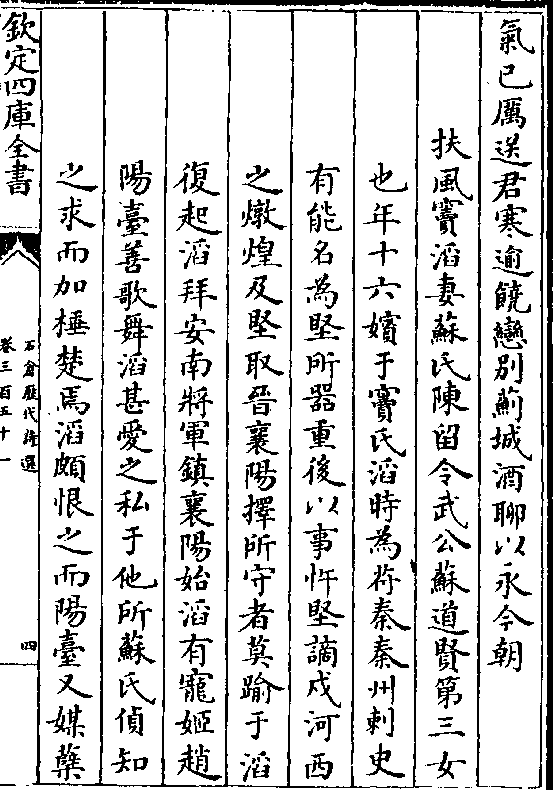 氣已厲送君寒逾饒戀別薊城酒聊以永今朝
扶風竇滔妻蘇氏陳留令武公蘇道賢第三女
也年十六嬪于竇氏滔時為苻秦秦州刺史
有能名為堅所器重後以事忤堅謫戍河西
之燉煌及堅取晉襄陽擇所守者莫踰于滔
復起滔拜安南將軍鎮襄陽始滔有寵姬趙
陽臺善歌舞滔甚愛之私于他所蘇氏偵知
之求而加棰楚焉滔頗恨之而陽臺又媒蘖
欽定四庫全書
石倉歷代詩選
卷三百五十一
四